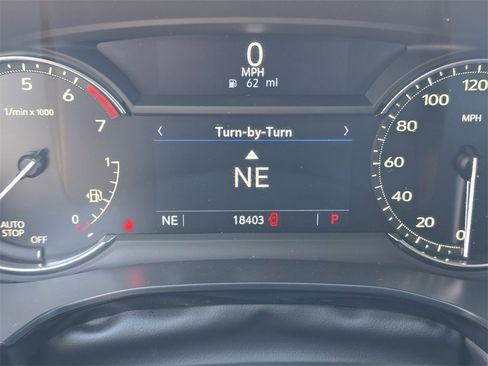 0
MPH
62 mi
5 6 7
1/min x 1000
‹ Turn-by-Turn ›
NE
1
0
AUTO
STOP
OFF
NE 18403 P
120
100
80
60
40
20
0
MPH